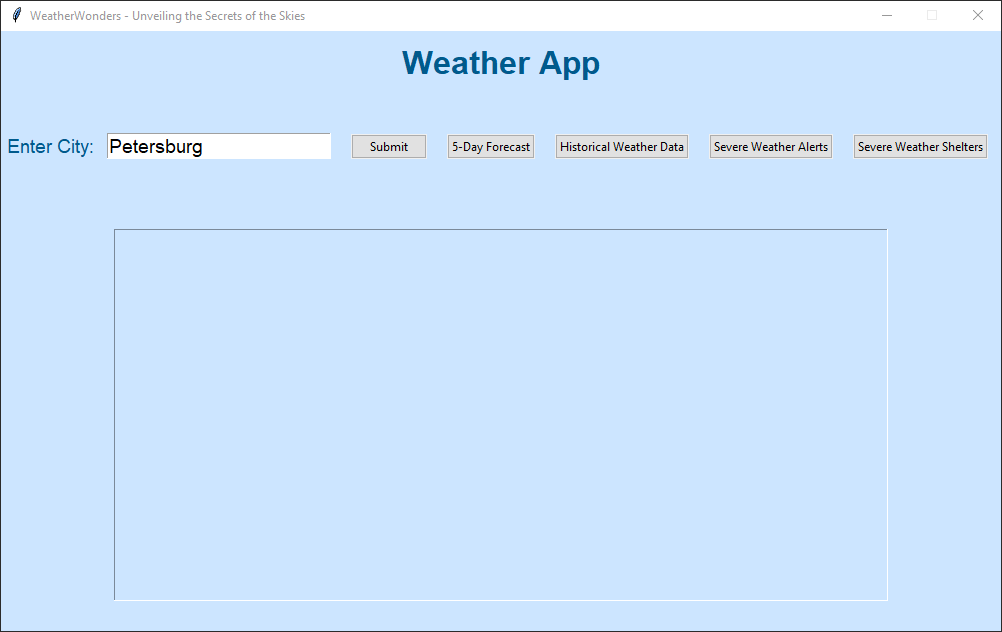 WeatherWonders - Unveiling the Secrets of the Skies
Weather App
Enter City: Petersburg Submit 5-Day Forecast Historical Weather Data Severe Weather Alerts Severe Weather Shelters